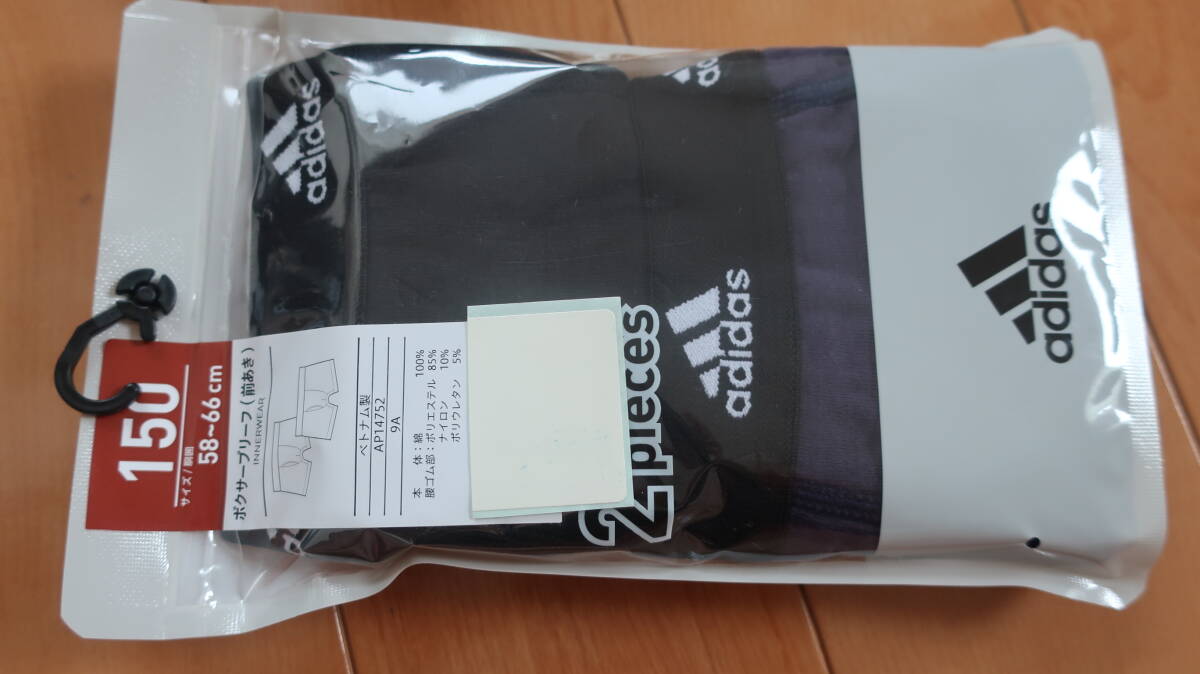 150
サイズ/胴囲
58~66cm
ボクサーブリーフ(前あき)
INNERWEAR
ベトナム製
AP14752
9A
本 体:綿 100%
腰ゴム部:ポリエステル 85%
ナイロン 10%
ポリウレタン 5%
2pieces
adidas
adidas
adidas
adidas